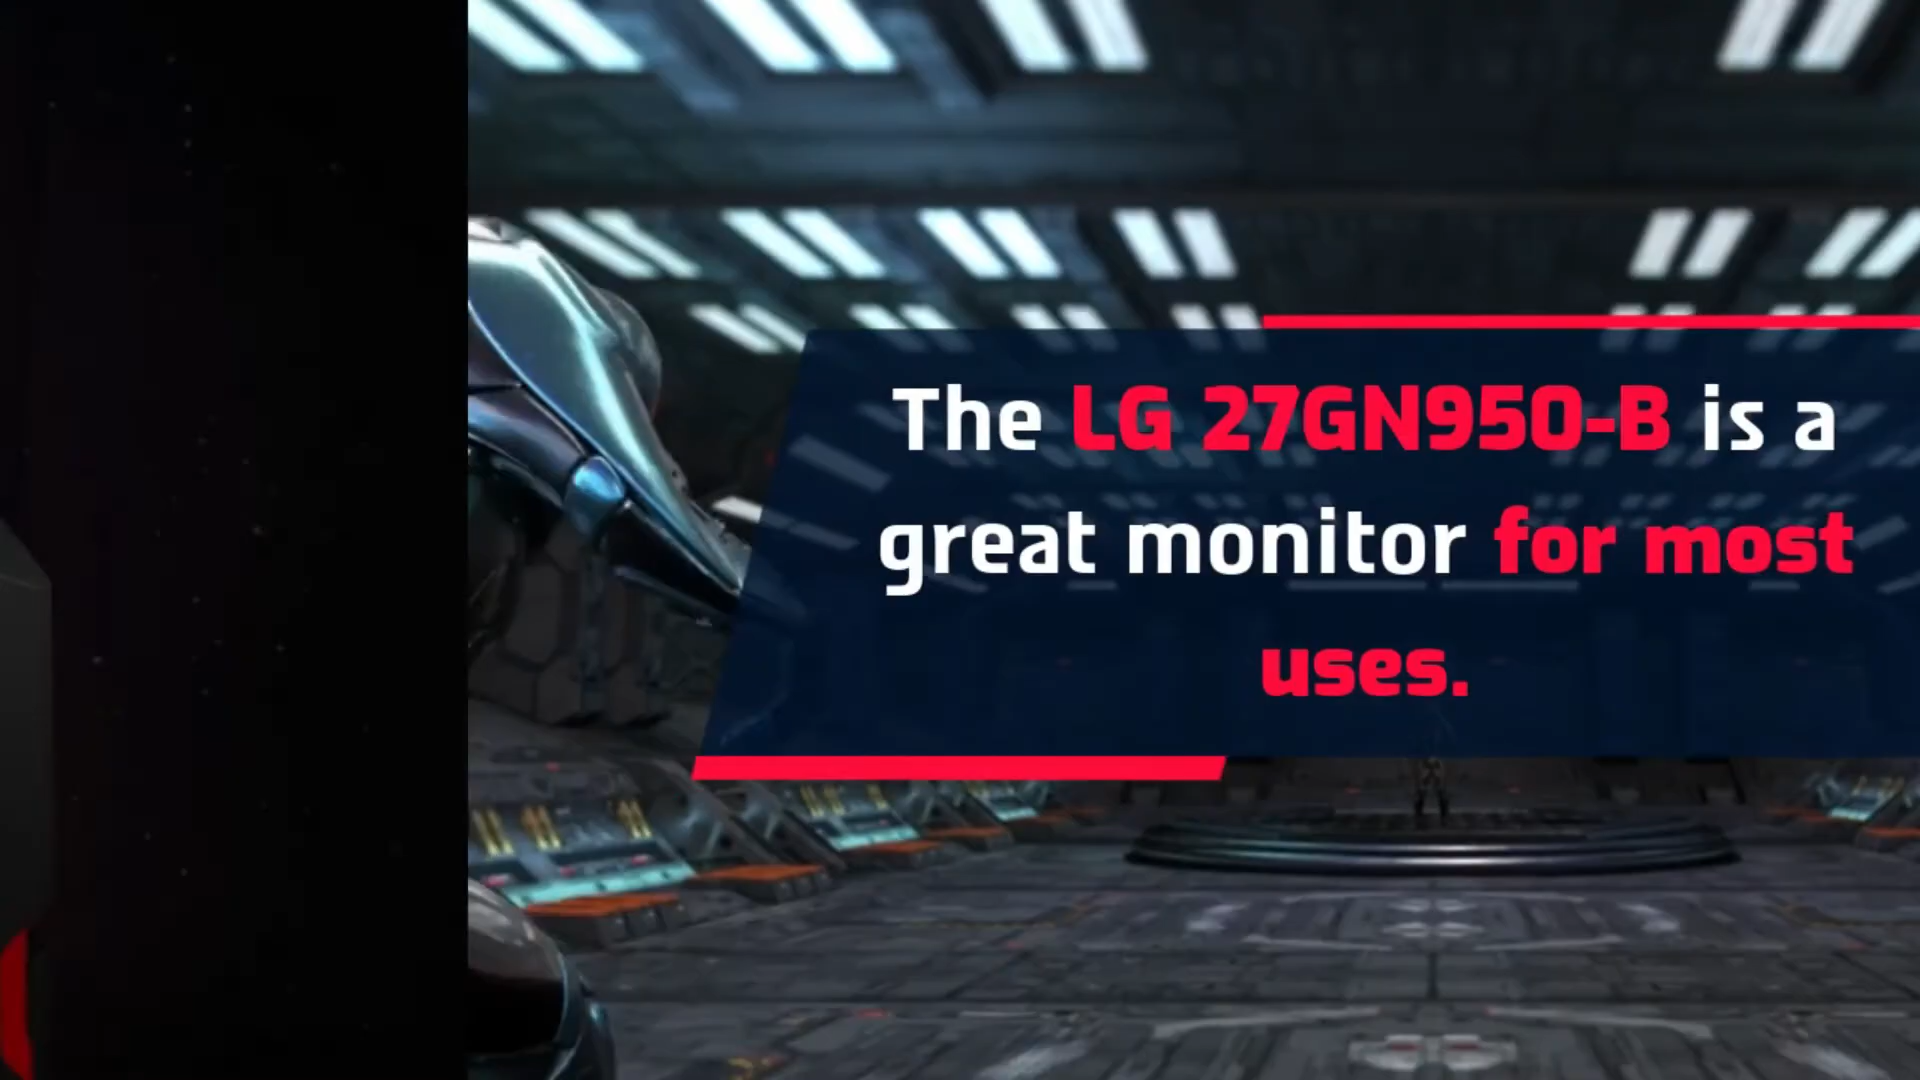 The LG 27GN950-B is a
great monitor for most
uses.